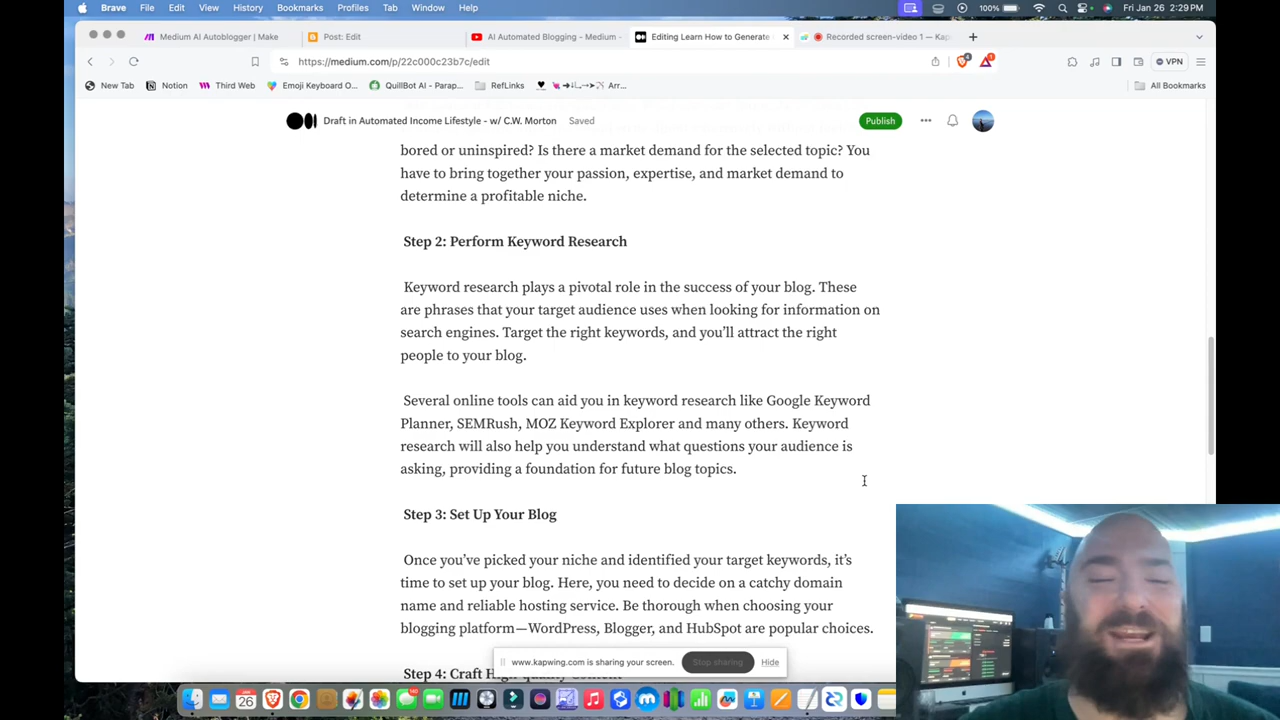 Brave File Edit View History Bookmarks Profiles Tab Window Help 100% Fri Jan 26 2:29 PM
Medium AI Autoblogger | Make
Post: Edit
AI Automated Blogging - Medium -
Editing Learn How to Generate
Recorded screen-video 1 — Kap
https://medium.com/p/22c000c23b7c/edit
VPN
New Tab
Notion
Third Web
Emoji Keyboard O...
QuillBot AI - Parap...
RefLinks
Arr...
All Bookmarks
Draft in Automated Income Lifestyle - w/ C.W. Morton Saved
Publish
bored or uninspired? Is there a market demand for the selected topic? You
have to bring together your passion, expertise, and market demand to
determine a profitable niche.
Step 2: Perform Keyword Research
Keyword research plays a pivotal role in the success of your blog. These
are phrases that your target audience uses when looking for information on
search engines. Target the right keywords, and you’ll attract the right
people to your blog.
Several online tools can aid you in keyword research like Google Keyword
Planner, SEMRush, MOZ Keyword Explorer and many others. Keyword
research will also help you understand what questions your audience is
asking, providing a foundation for future blog topics.
Step 3: Set Up Your Blog
Once you’ve picked your niche and identified your target keywords, it’s
time to set up your blog. Here, you need to decide on a catchy domain
name and reliable hosting service. Be thorough when choosing your
blogging platform—WordPress, Blogger, and HubSpot are popular choices.
Step 4: Craft High-quality Content
www.kapwing.com is sharing your screen.
Stop sharing
Hide